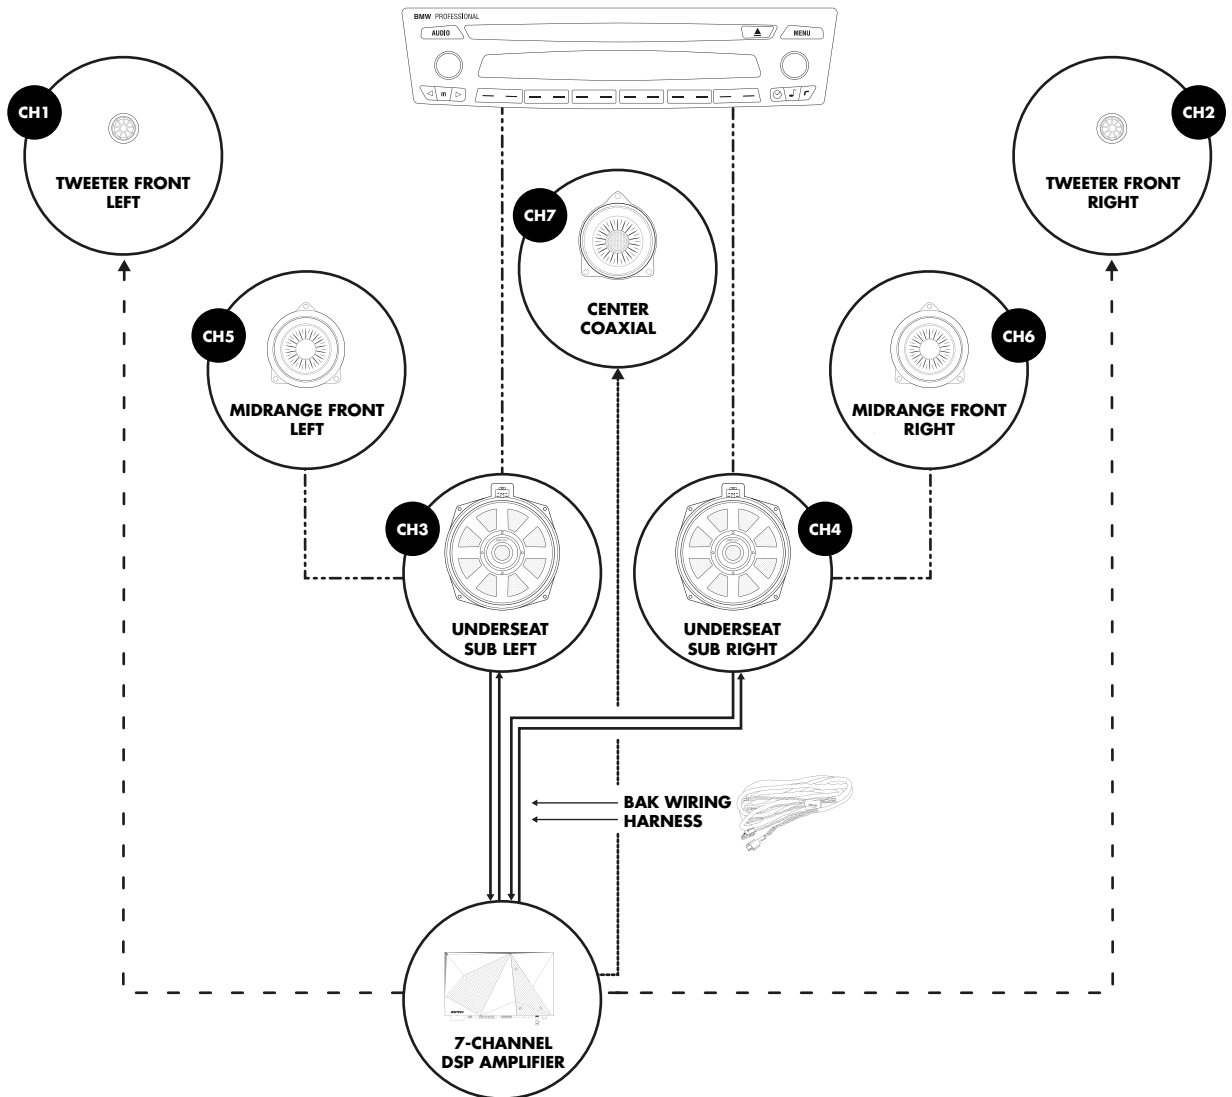 BMW PROFESSIONAL
AUDIO
MENU
CH1
TWEETER FRONT
LEFT
CH2
TWEETER FRONT
RIGHT
CH7
CENTER
COAXIAL
CH5
MIDRANGE FRONT
LEFT
CH6
MIDRANGE FRONT
RIGHT
CH3
UNDERSEAT
SUB LEFT
CH4
UNDERSEAT
SUB RIGHT
BAK WIRING
HARNESS
7-CHANNEL
DSP AMPLIFIER